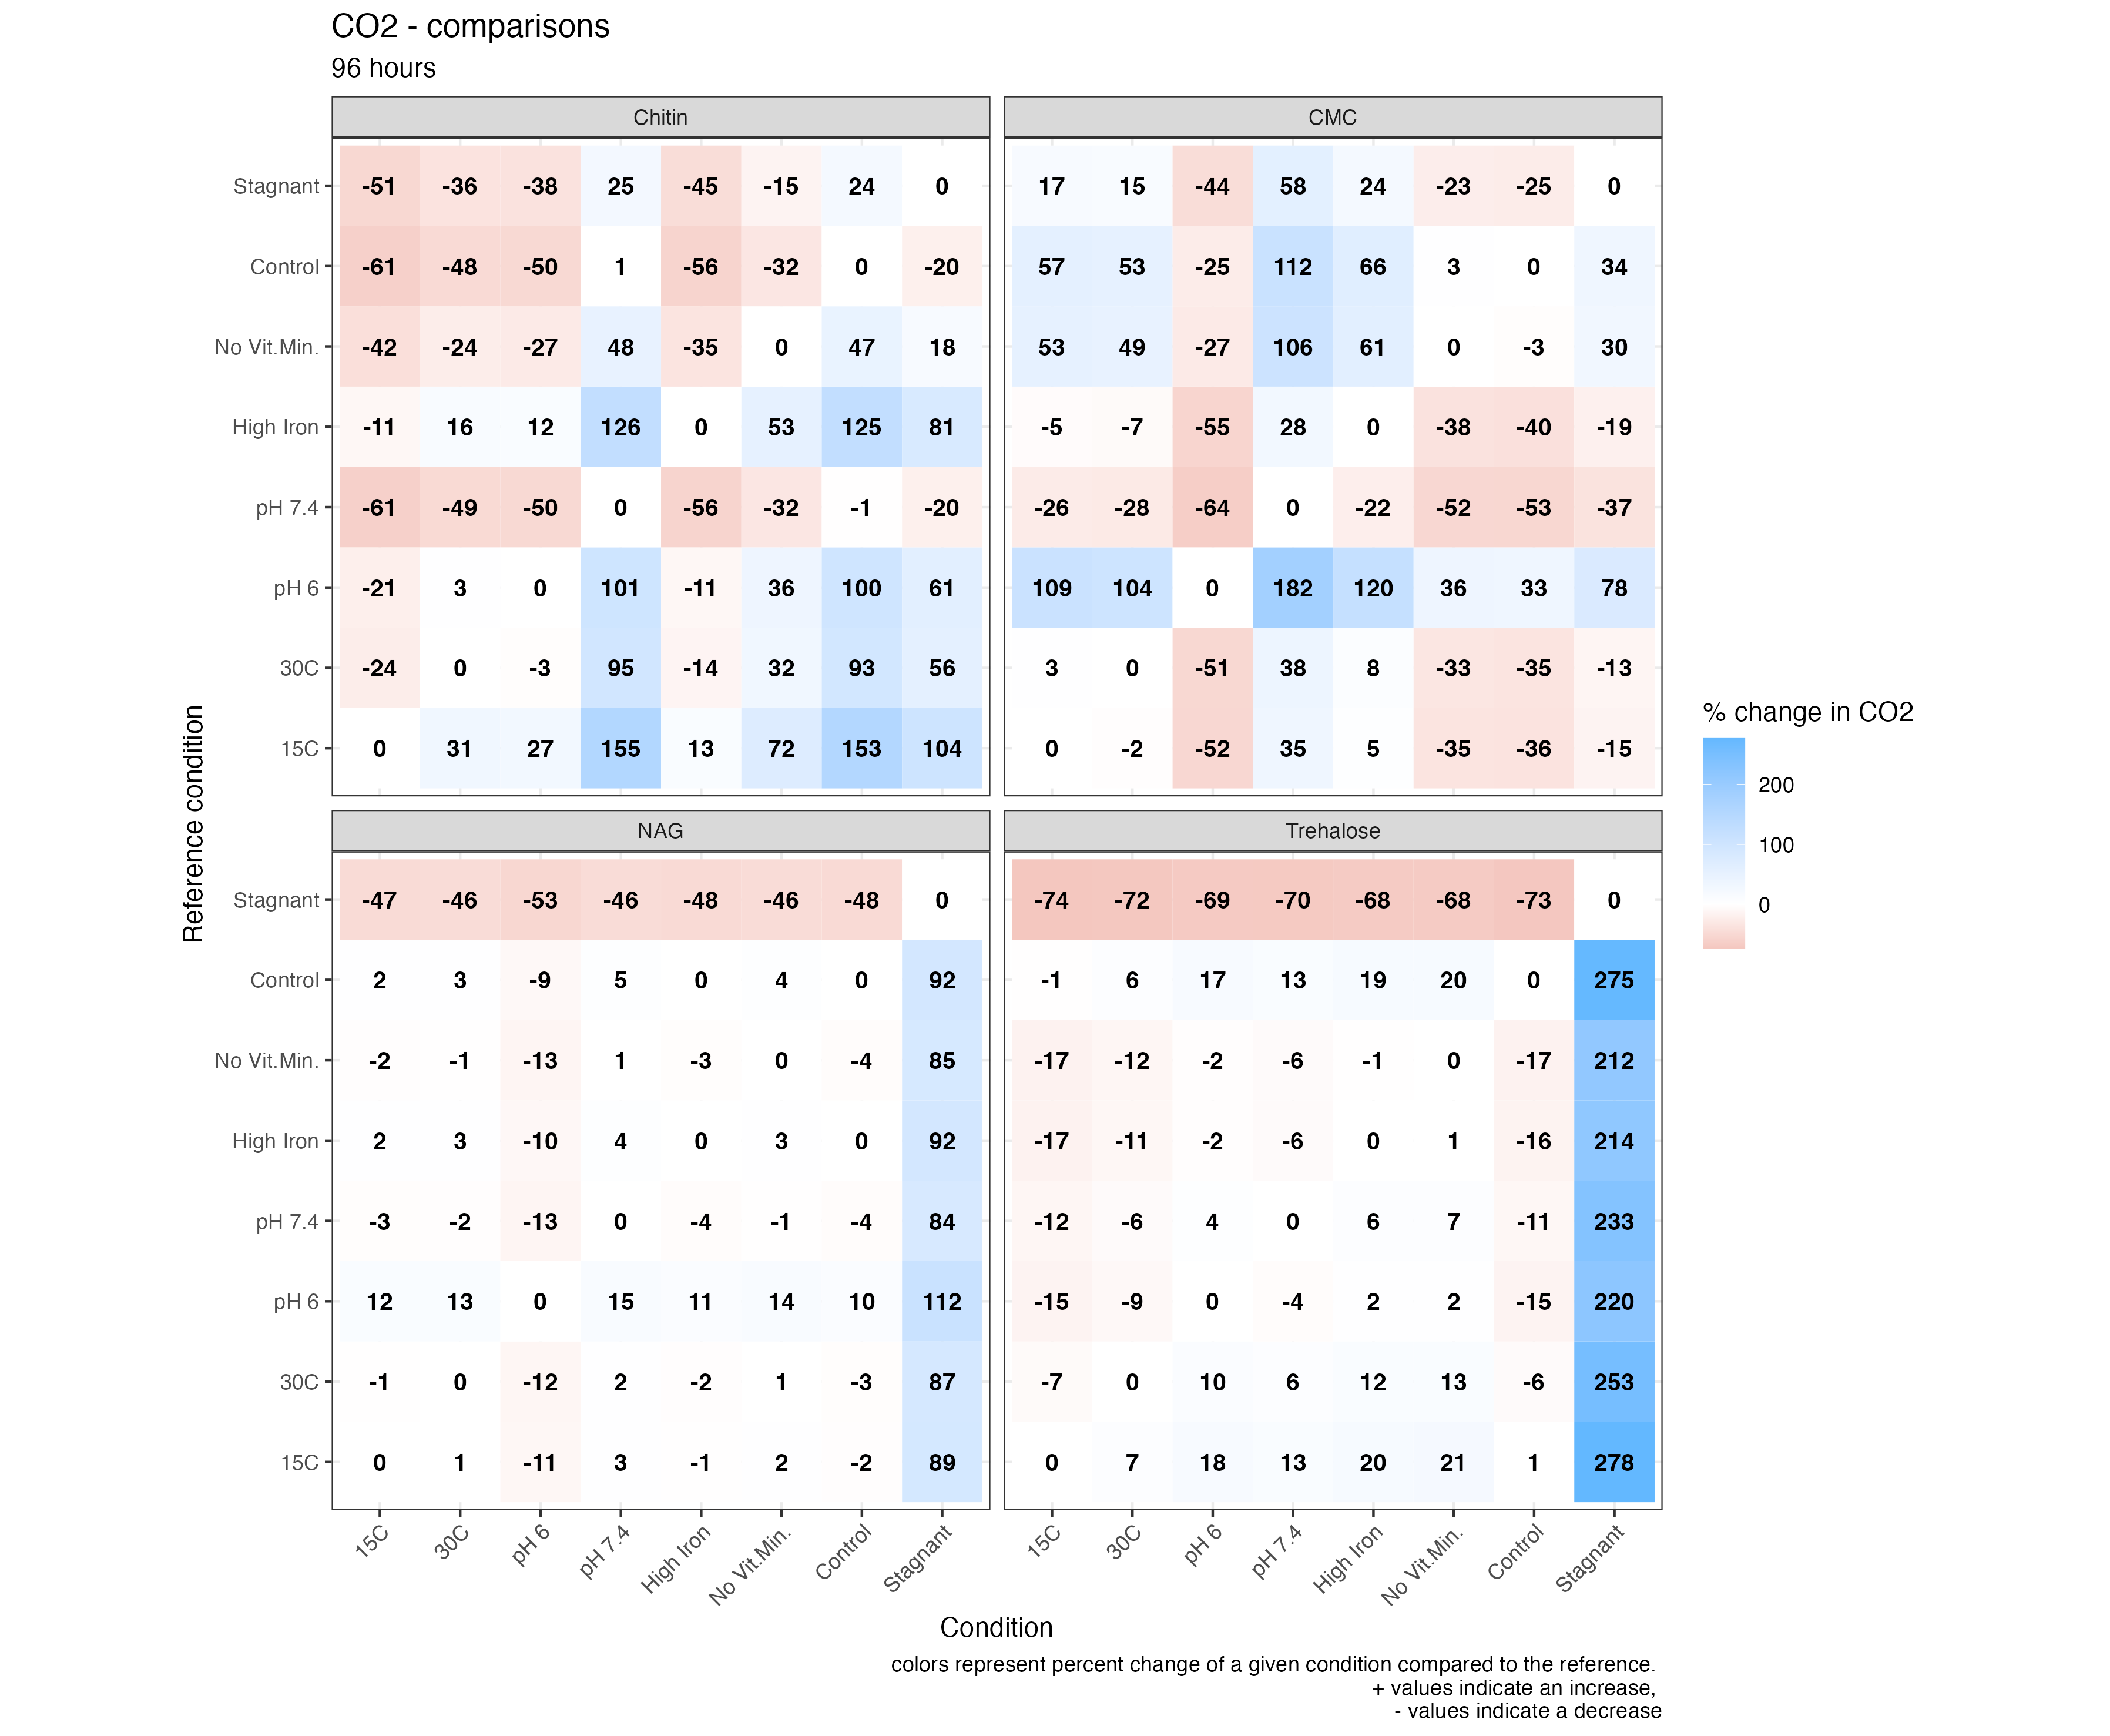 CO2 - comparisons
96 hours
Chitin
CMC
Stagnant -51 -36 -38 25 -45 -15 24 0 17 15 -44 58 24 -23 -25 0
Control -61 -48 -50 1 -56 -32 0 -20 57 53 -25 112 66 3 0 34
No Vit.Min. -42 -24 -27 48 -35 0 47 18 53 49 -27 106 61 0 -3 30
High Iron -11 16 12 126 0 53 125 81 -5 -7 -55 28 0 -38 -40 -19
pH 7.4 -61 -49 -50 0 -56 -32 -1 -20 -26 -28 -64 0 -22 -52 -53 -37
pH 6 -21 3 0 101 -11 36 100 61 109 104 0 182 120 36 33 78
30C -24 0 -3 95 -14 32 93 56 3 0 -51 38 8 -33 -35 -13
15C 0 31 27 155 13 72 153 104 0 -2 -52 35 5 -35 -36 -15
NAG
Trehalose
Stagnant -47 -46 -53 -46 -48 -46 -48 0 -74 -72 -69 -70 -68 -68 -73 0
Control 2 3 -9 5 0 4 0 92 -1 6 17 13 19 20 0 275
No Vit.Min. -2 -1 -13 1 -3 0 -4 85 -17 -12 -2 -6 -1 0 -17 212
High Iron 2 3 -10 4 0 3 0 92 -17 -11 -2 -6 0 1 -16 214
pH 7.4 -3 -2 -13 0 -4 -1 -4 84 -12 -6 4 0 6 7 -11 233
pH 6 12 13 0 15 11 14 10 112 -15 -9 0 -4 2 2 -15 220
30C -1 0 -12 2 -2 1 -3 87 -7 0 10 6 12 13 -6 253
15C 0 1 -11 3 -1 2 -2 89 0 7 18 13 20 21 1 278
15C 30C pH 6 pH 7.4 High Iron No Vit.Min. Control Stagnant 15C 30C pH 6 pH 7.4 High Iron No Vit.Min. Control Stagnant
Reference condition
Condition
% change in CO2
200
100
0
colors represent percent change of a given condition compared to the reference.
+ values indicate an increase,
- values indicate a decrease